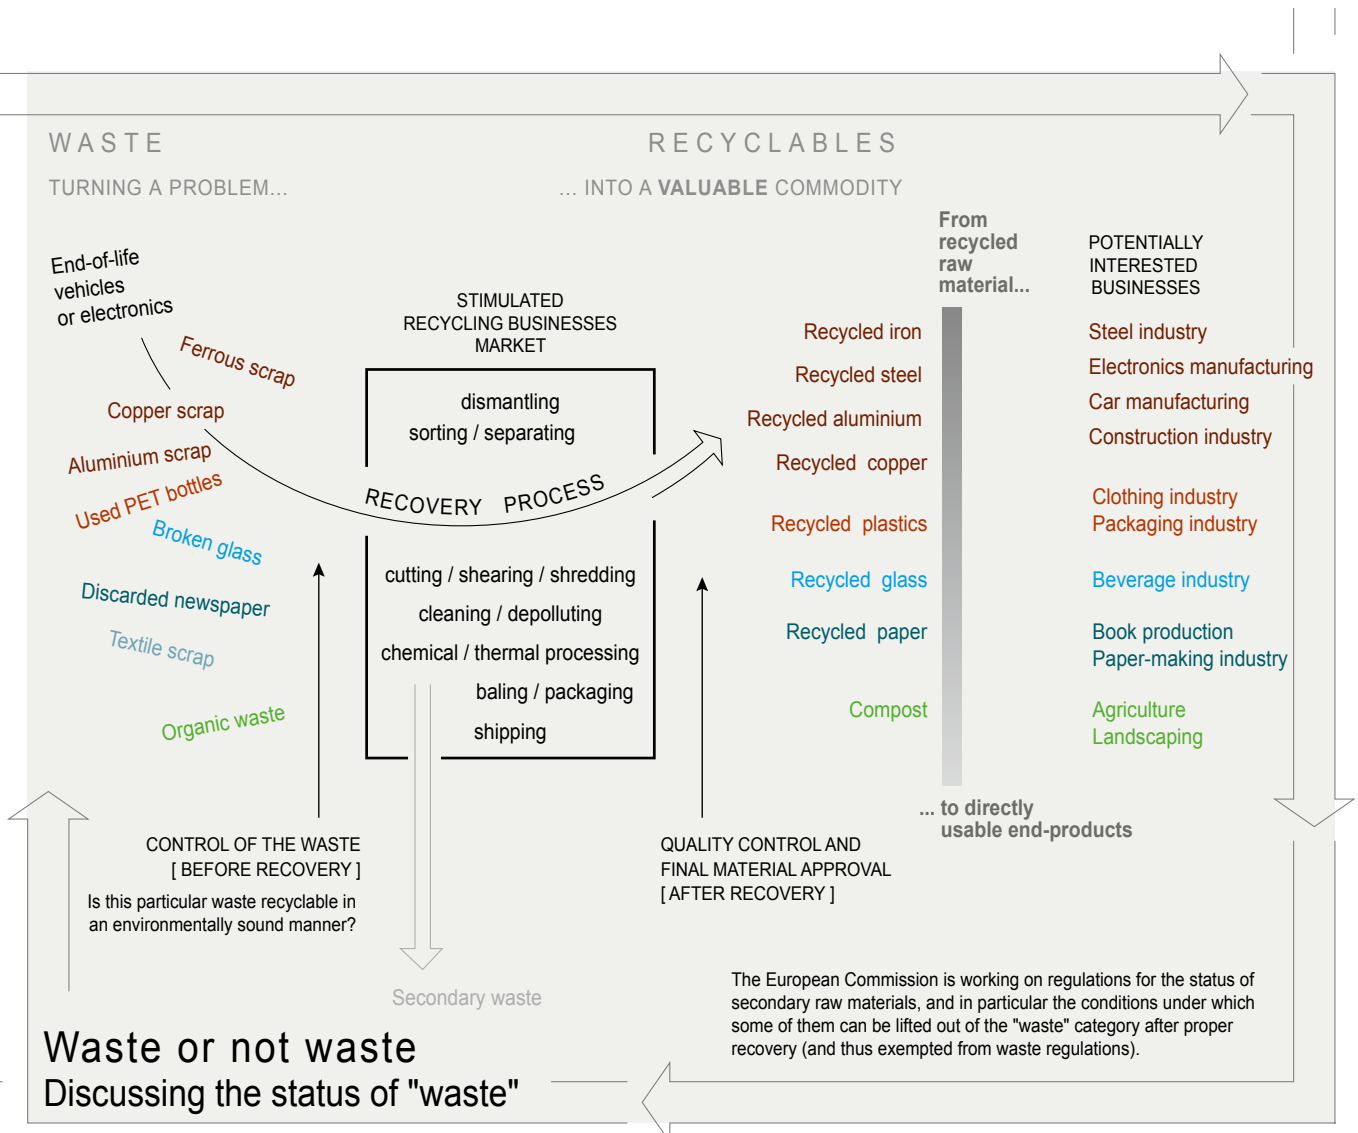 WASTE
RECYCLABLES
TURNING A PROBLEM...
... INTO A VALUABLE COMMODITY
End-of-life
vehicles
or electronics
Ferrous scrap
Copper scrap
Aluminium scrap
Used PET bottles
Broken glass
Discarded newspaper
Textile scrap
Organic waste
STIMULATED
RECYCLING BUSINESSES
MARKET
dismantling
sorting / separating
RECOVERY PROCESS
cutting / shearing / shredding
cleaning / depolluting
chemical / thermal processing
baling / packaging
shipping
Recycled iron
Recycled steel
Recycled aluminium
Recycled copper
Recycled plastics
Recycled glass
Recycled paper
Compost
From
recycled
raw
material...
... to directly
usable end-products
POTENTIALLY
INTERESTED
BUSINESSES
Steel industry
Electronics manufacturing
Car manufacturing
Construction industry
Clothing industry
Packaging industry
Beverage industry
Book production
Paper-making industry
Agriculture
Landscaping
CONTROL OF THE WASTE
[ BEFORE RECOVERY ]
Is this particular waste recyclable in
an environmentally sound manner?
QUALITY CONTROL AND
FINAL MATERIAL APPROVAL
[ AFTER RECOVERY ]
Secondary waste
The European Commission is working on regulations for the status of
secondary raw materials, and in particular the conditions under which
some of them can be lifted out of the "waste" category after proper
recovery (and thus exempted from waste regulations).
Waste or not waste
Discussing the status of "waste"